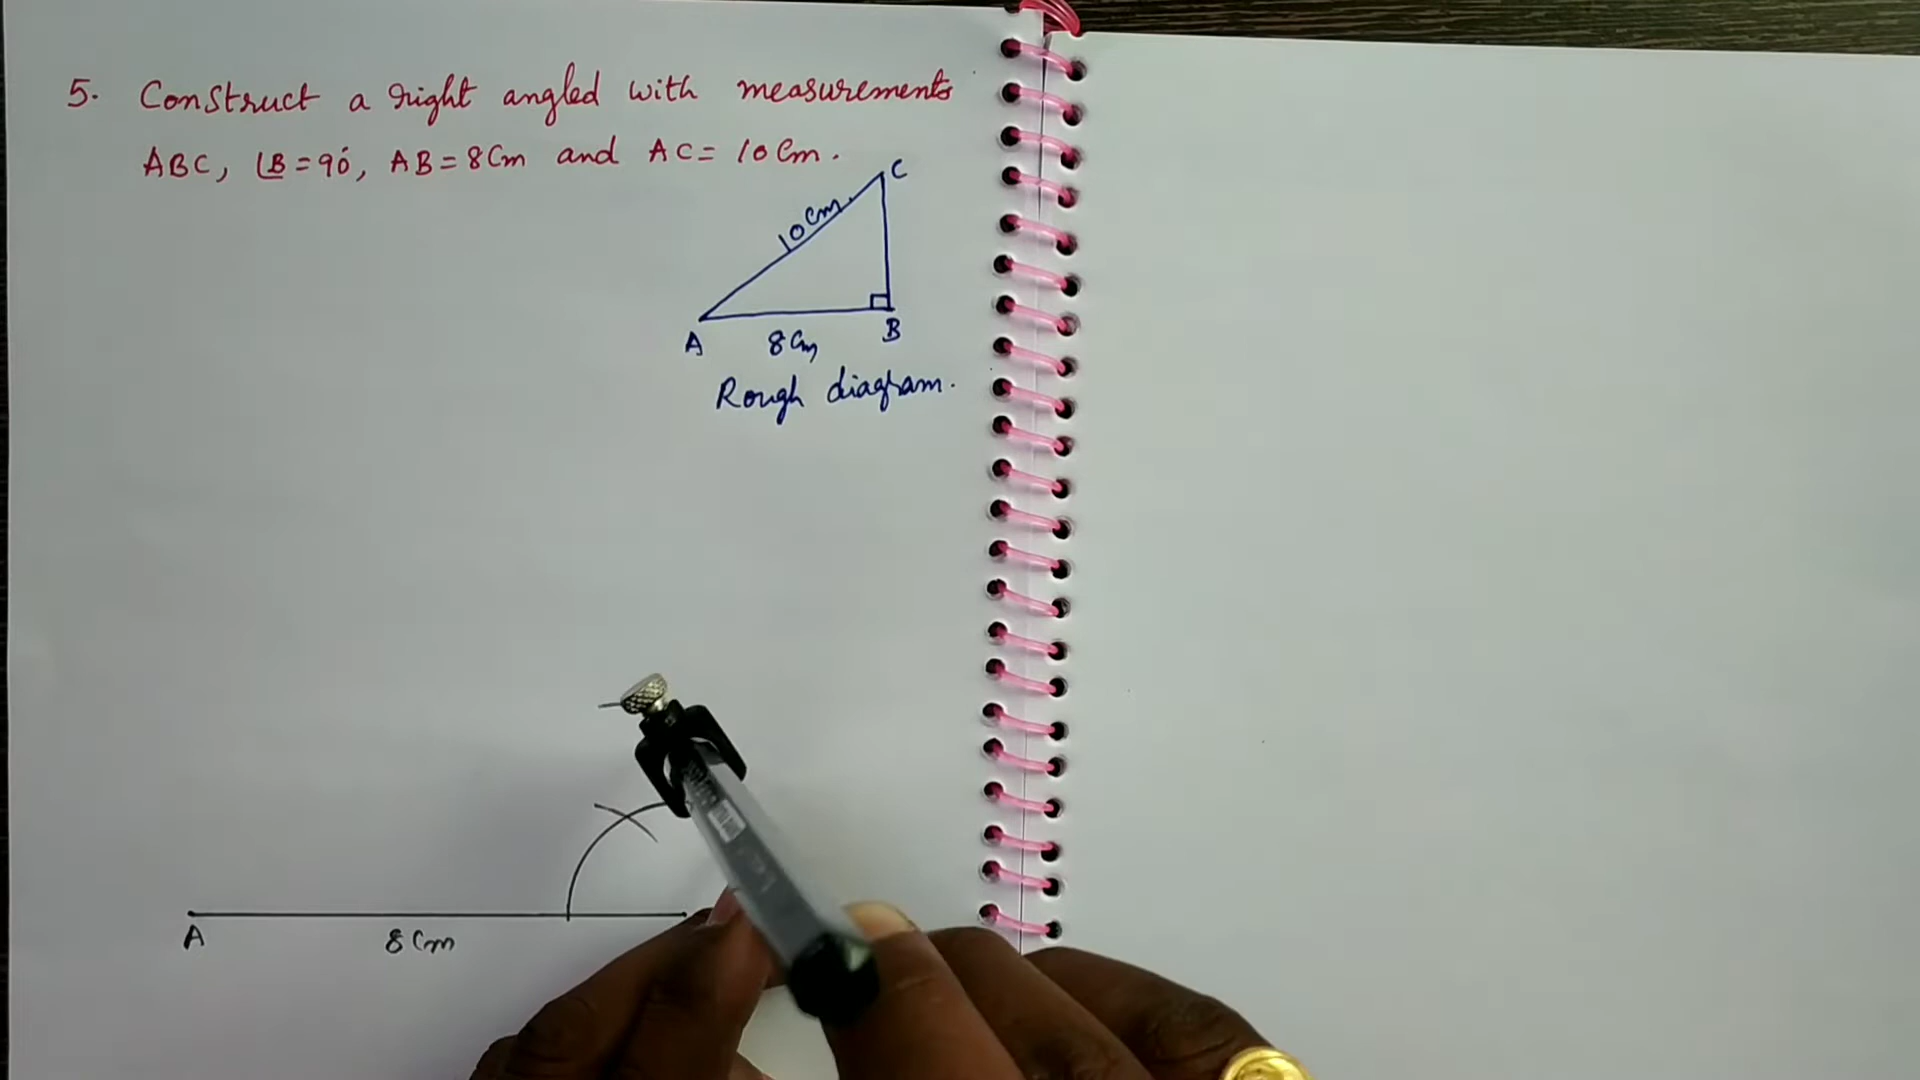 5. Construct a right angled with measurements
ABC, ∠B = 90°, AB = 8 Cm and AC = 10 Cm.
C
10 Cm
A
8 Cm
B
Rough diagram.
A
8 Cm